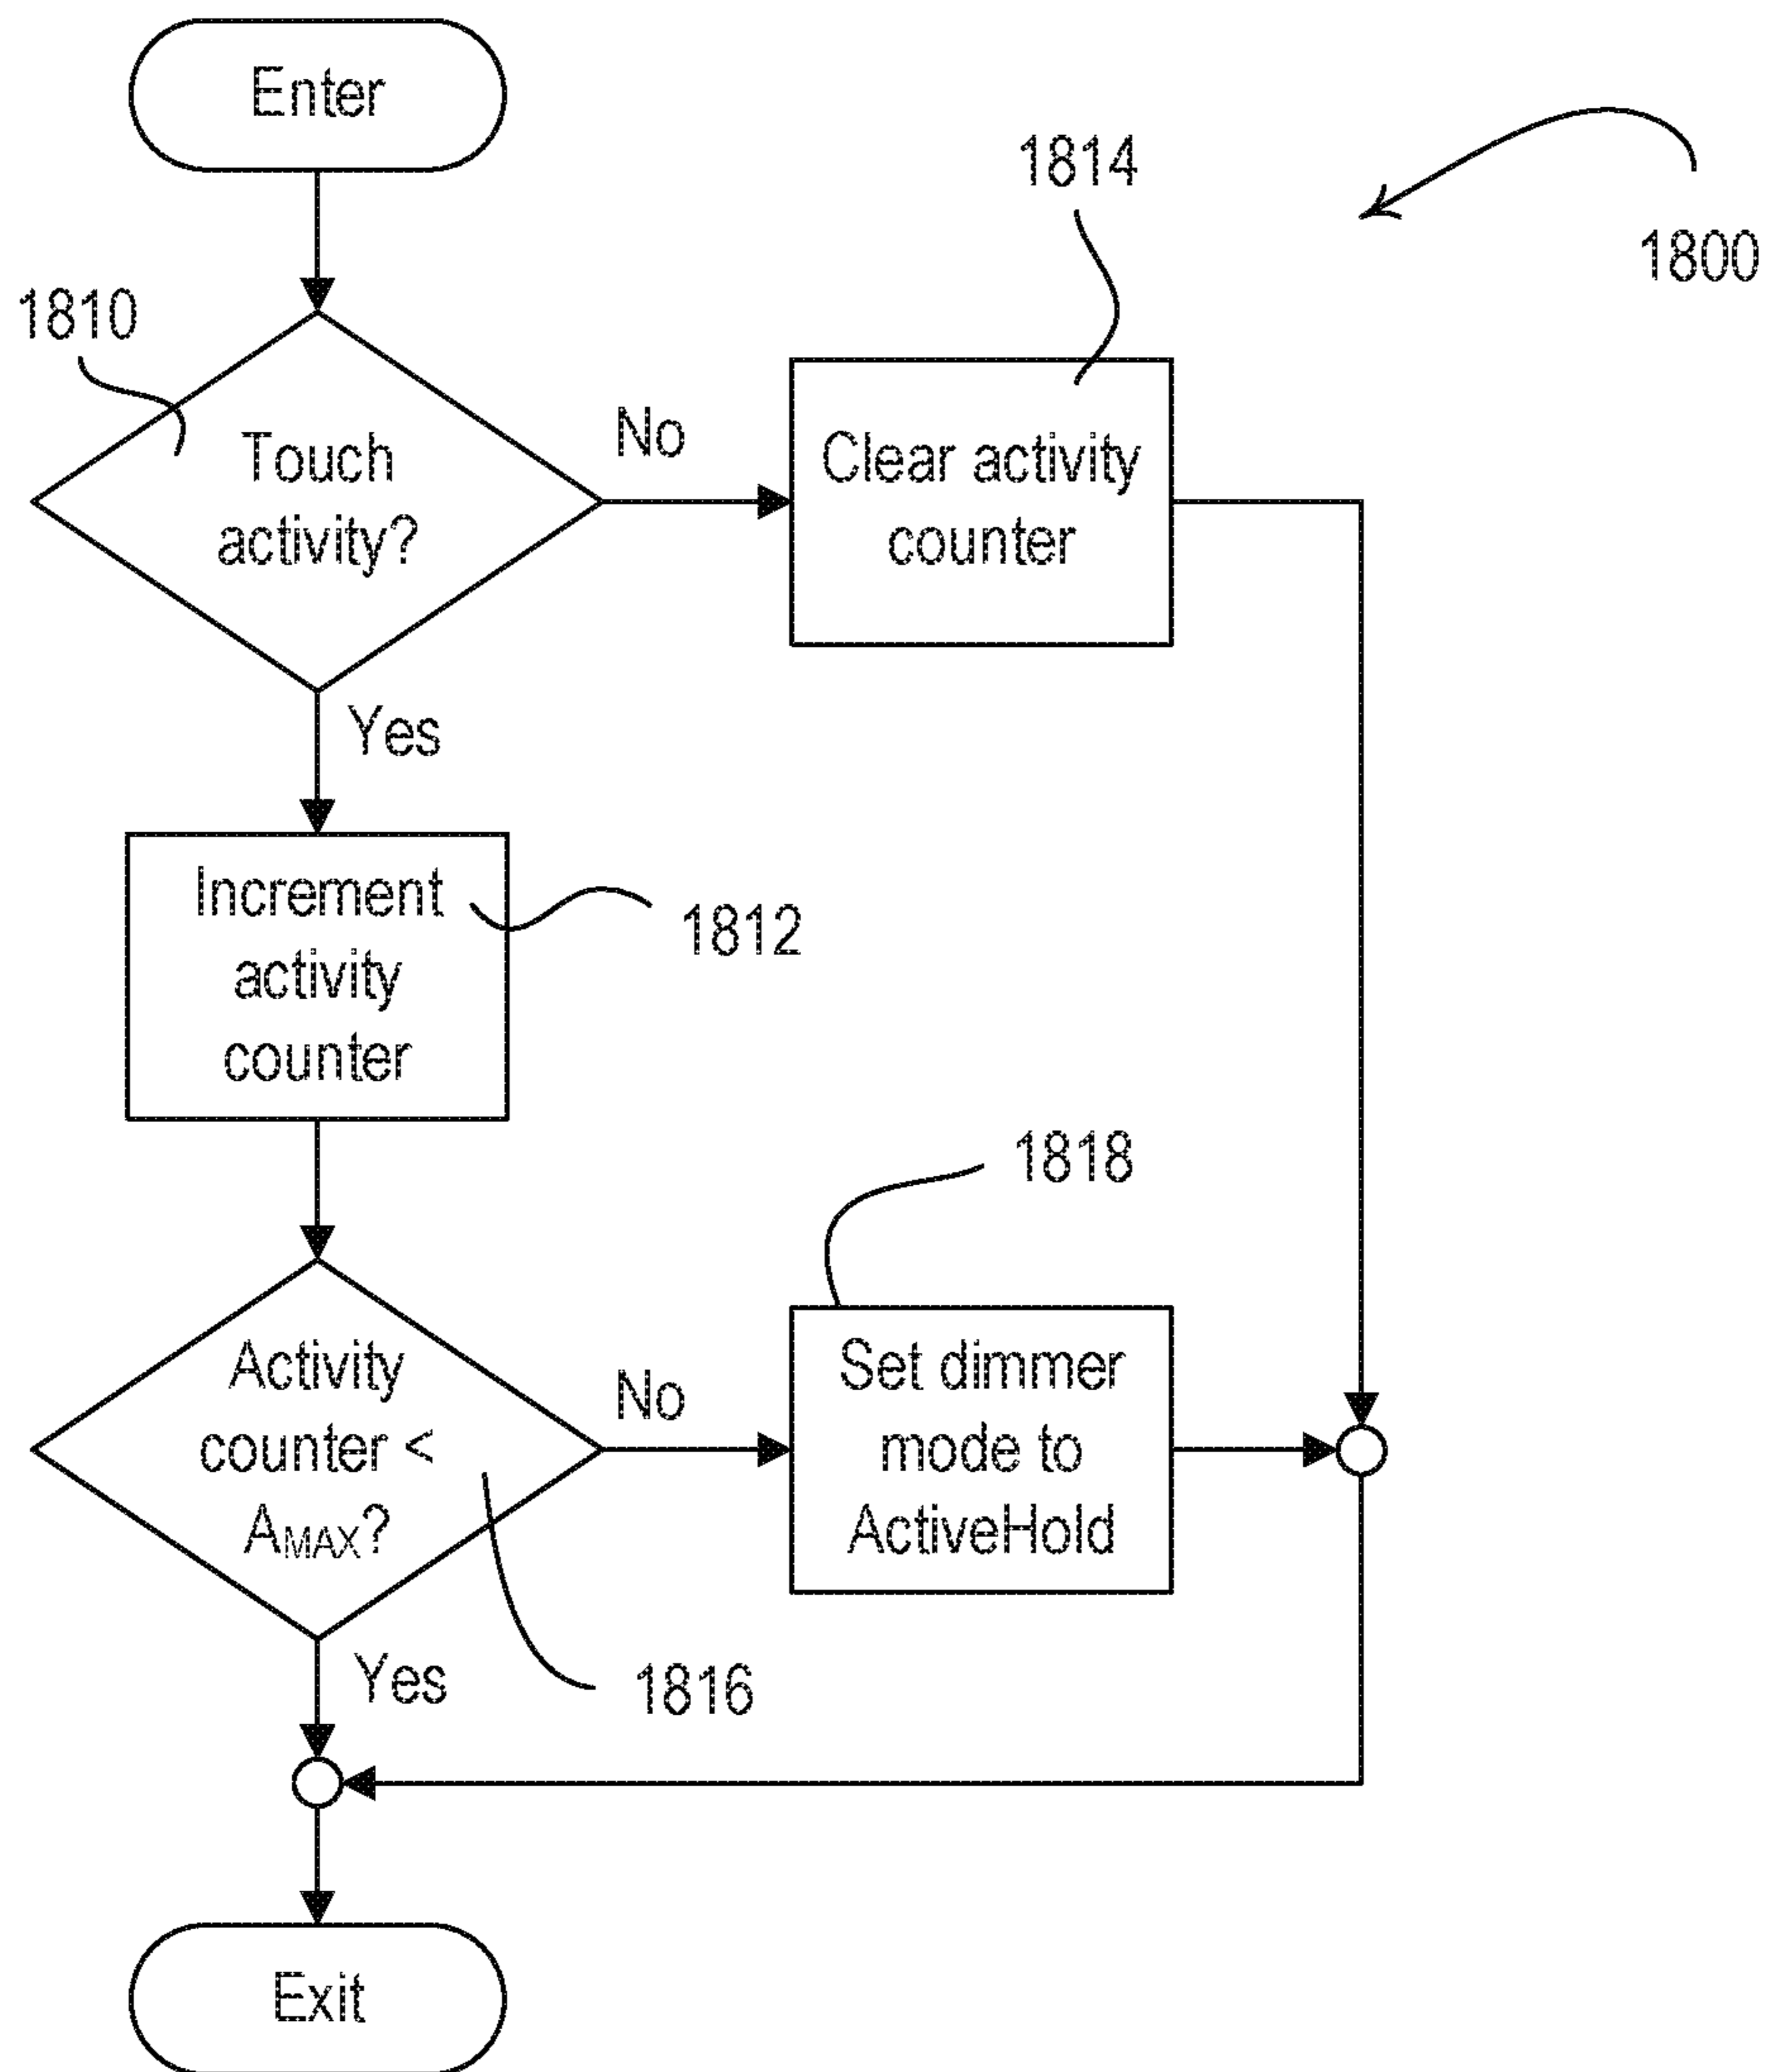 Enter
1814
1800
1810
Touch
activity?
No
Clear activity
counter
Yes
Increment
activity
counter
1812
1818
Activity
counter <
AMAX?
No
Set dimmer
mode to
ActiveHold
Yes
1816
Exit